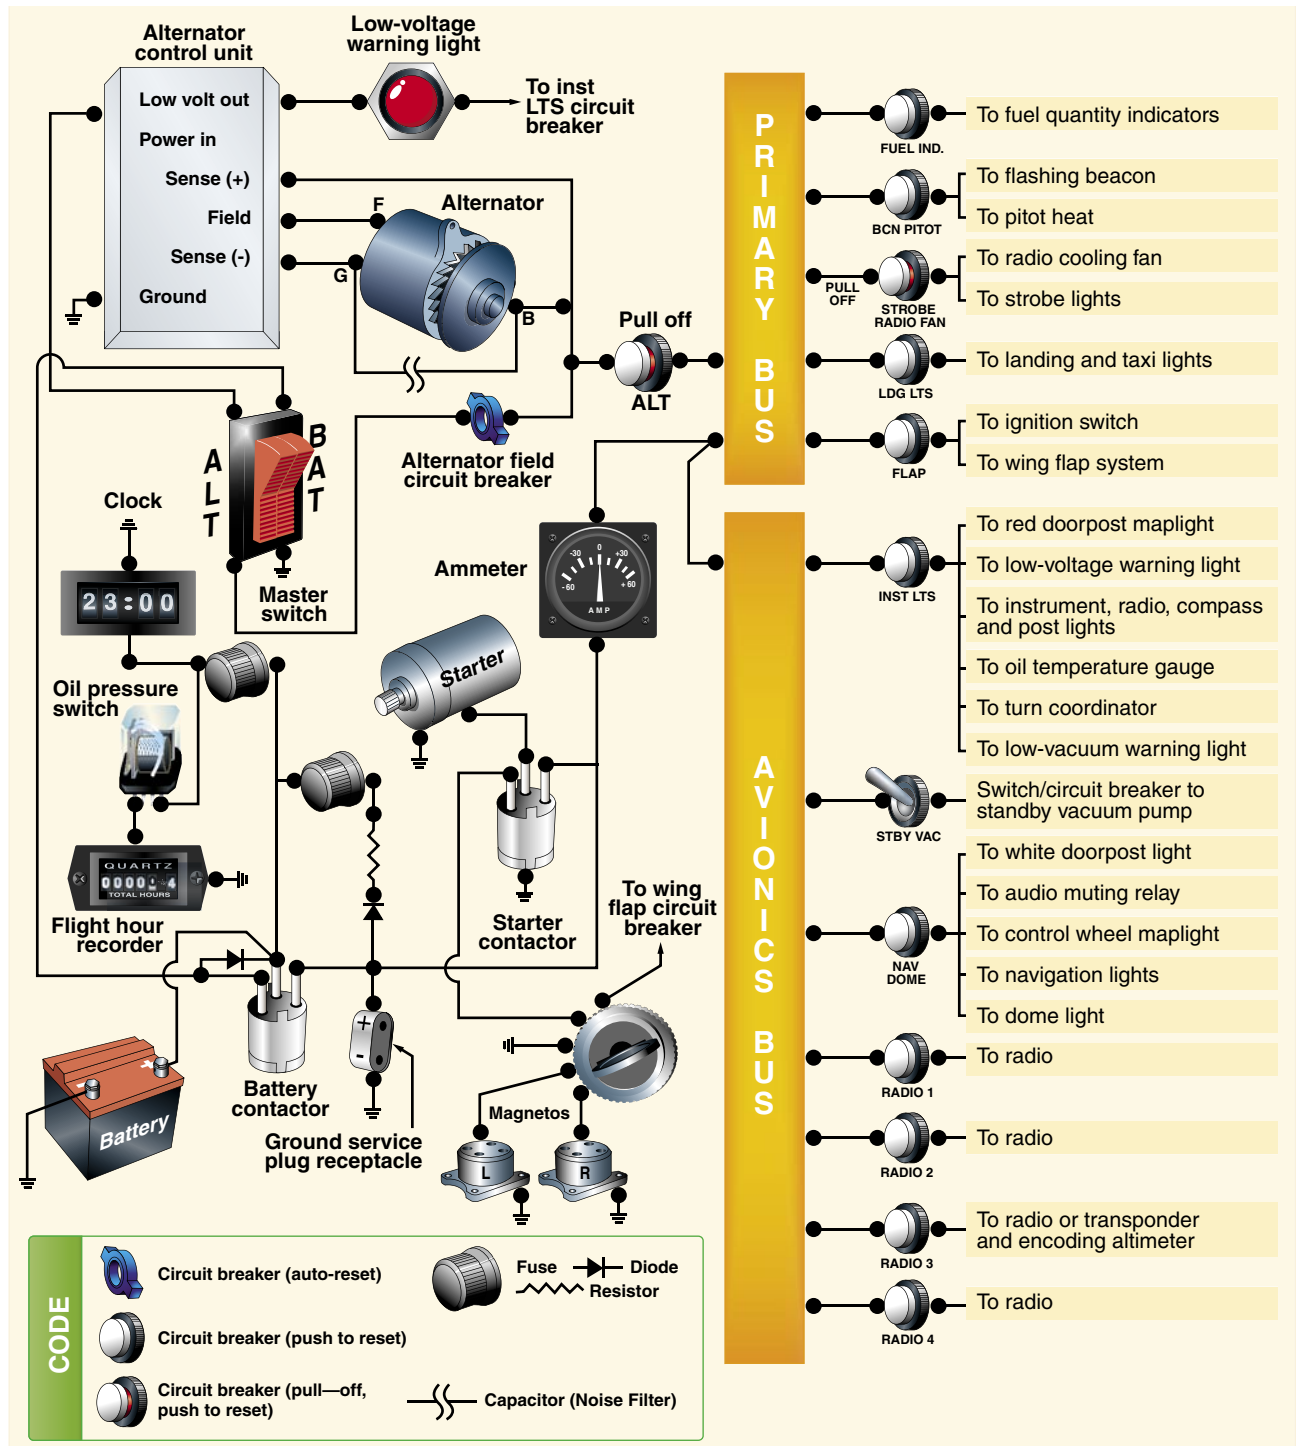 Alternator
control unit
Low-voltage
warning light
Low volt out
Power in
Sense (+)
Field
Sense (-)
Ground
To inst
LTS circuit
breaker
F
Alternator
G
B
Pull off
ALT
Alternator field
circuit breaker
ALT
BAT
Master
switch
Clock
23:00
Oil pressure
switch
QUARTZ
TOTAL HOURS
Flight hour
recorder
Ammeter
-30
0
+30
-60
+60
AMP
Starter
Starter
contactor
To wing
flap circuit
breaker
+
-
Battery
Battery
contactor
Ground service
plug receptacle
Magnetos
L
R
PRIMARY BUS
FUEL IND.
To fuel quantity indicators
BCN PITOT
To flashing beacon
To pitot heat
PULL
OFF
STROBE
RADIO FAN
To radio cooling fan
To strobe lights
LDG LTS
To landing and taxi lights
FLAP
To ignition switch
To wing flap system
AVIONICS BUS
INST LTS
To red doorpost maplight
To low-voltage warning light
To instrument, radio, compass
and post lights
To oil temperature gauge
To turn coordinator
To low-vacuum warning light
STBY VAC
Switch/circuit breaker to
standby vacuum pump
NAV
DOME
To white doorpost light
To audio muting relay
To control wheel maplight
To navigation lights
To dome light
RADIO 1
To radio
RADIO 2
To radio
RADIO 3
To radio or transponder
and encoding altimeter
RADIO 4
To radio
CODE
Circuit breaker (auto-reset)
Circuit breaker (push to reset)
Circuit breaker (pull—off,
push to reset)
Fuse
Diode
Resistor
Capacitor (Noise Filter)